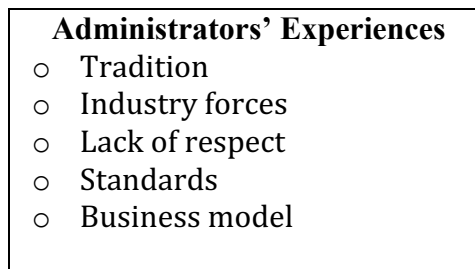 Administrators’ Experiences
o Tradition
o Industry forces
o Lack of respect
o Standards
o Business model